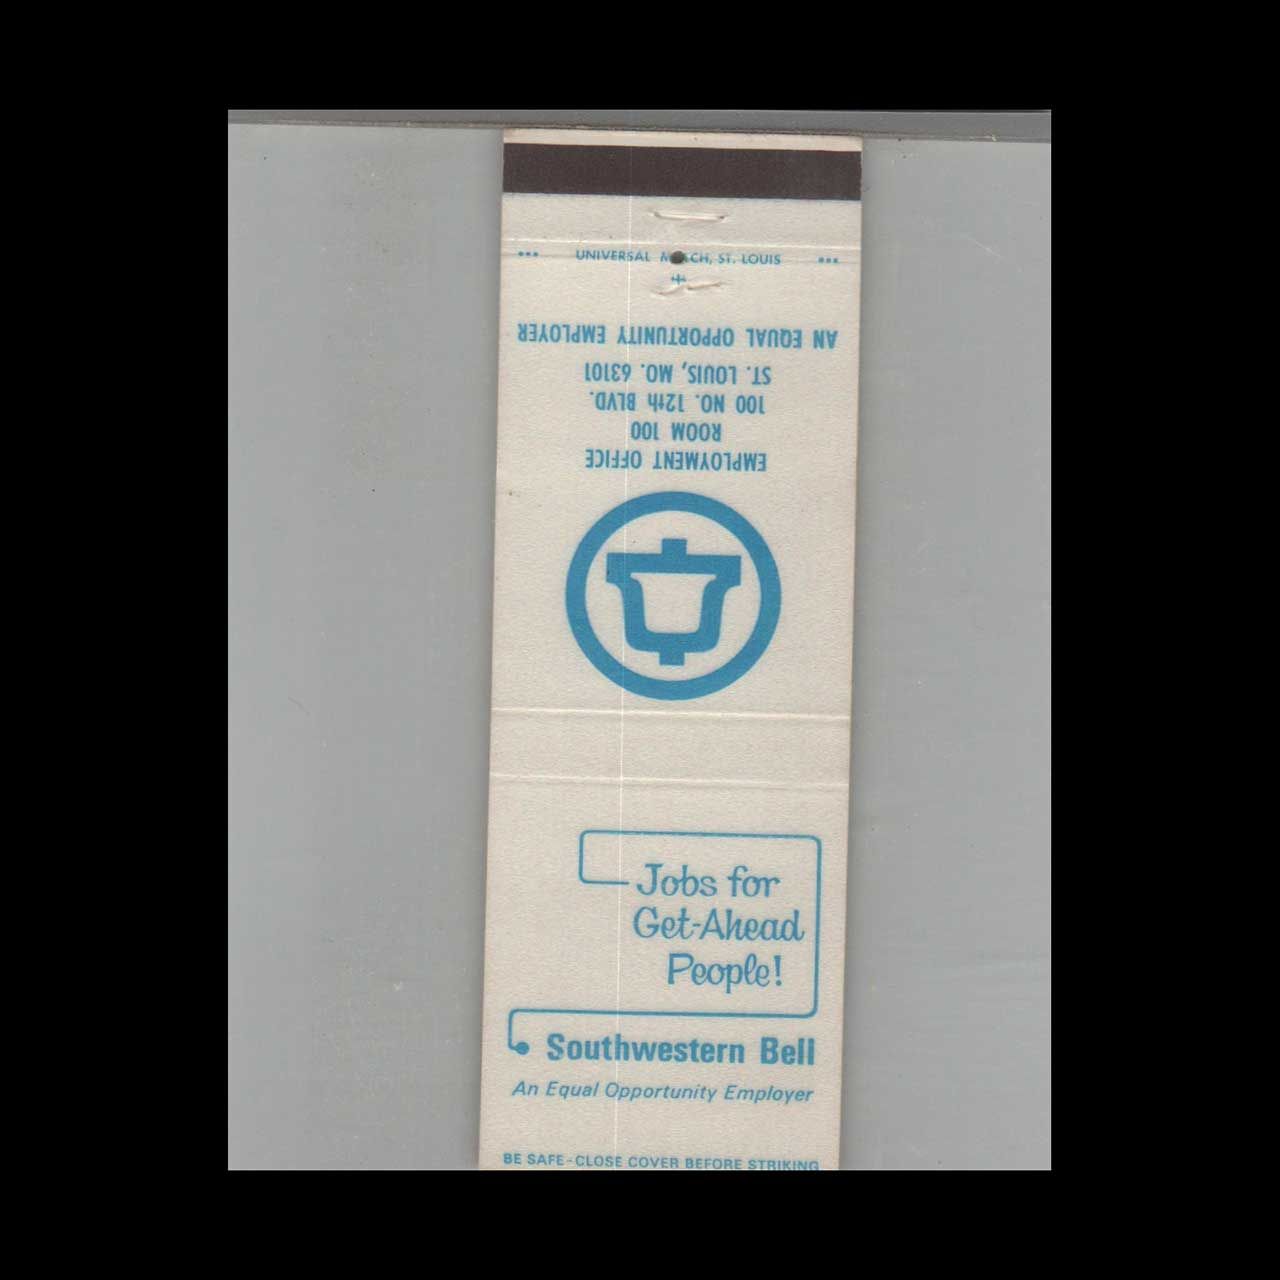 ••• UNIVERSAL M CH, ST. LOUIS •••
EMPLOYMENT OFFICE
ROOM 100
100 NO. 12th BLVD.
ST. LOUIS, MO. 63101
AN EQUAL OPPORTUNITY EMPLOYER
Jobs for
Get-Ahead
People!
Southwestern Bell
An Equal Opportunity Employer
BE SAFE-CLOSE COVER BEFORE STRIKING